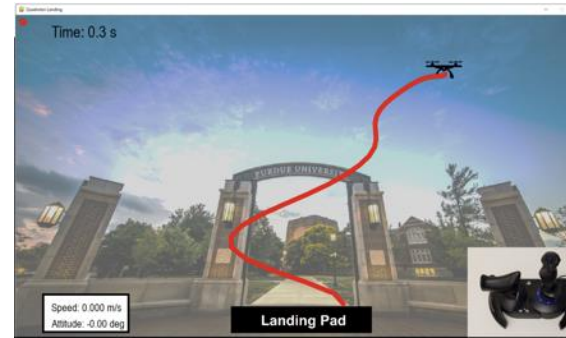 Quadrotor Landing
Time: 0.3 s
PURDUE UNIVERSITY
Speed: 0.000 m/s
Attitude: -0.00 deg
Landing Pad